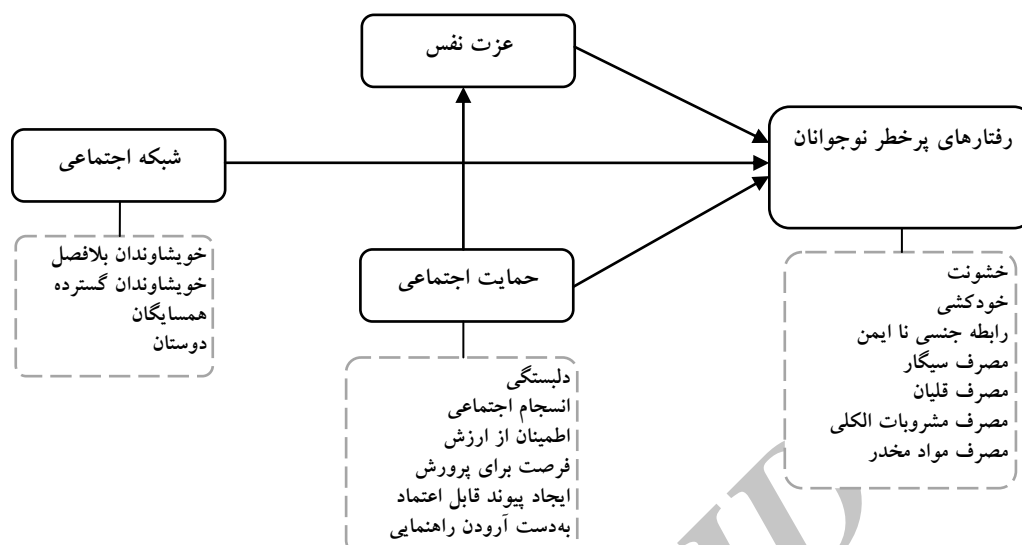 عزت نفس
رفتارهای پرخطر نوجوانان
شبکه اجتماعی
خویشاوندان بلافصل
خویشاوندان گسترده
همسایگان
دوستان
حمایت اجتماعی
دلبستگی
انسجام اجتماعی
اطمینان از ارزش
فرصت برای پرورش
ایجاد پیوند قابل اعتماد
به‌دست آرودن راهنمایی
خشونت
خودکشی
رابطه جنسی نا ایمن
مصرف سیگار
مصرف قلیان
مصرف مشروبات الکلی
مصرف مواد مخدر